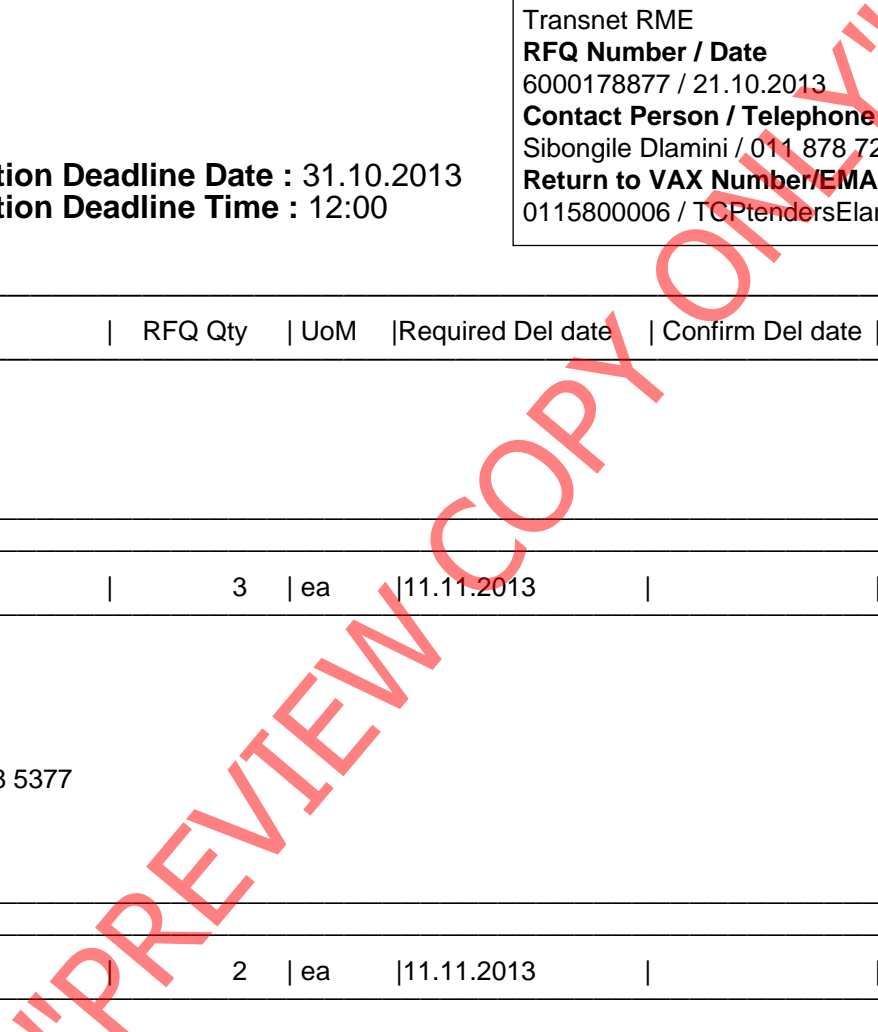 Transnet RME
RFQ Number / Date
6000178877 / 21.10.2013
Contact Person / Telephone
Sibongile Dlamini / 011 878 72
tion Deadline Date : 31.10.2013
Return to VAX Number/EMA
tion Deadline Time : 12:00
0115800006 / TCPtendersElan
| RFQ Qty | UoM |Required Del date | Confirm Del date |
| 3 | ea |11.11.2013 | |
5377
| 2 | ea |11.11.2013 | |
"PREVIEW COPY ONLY"